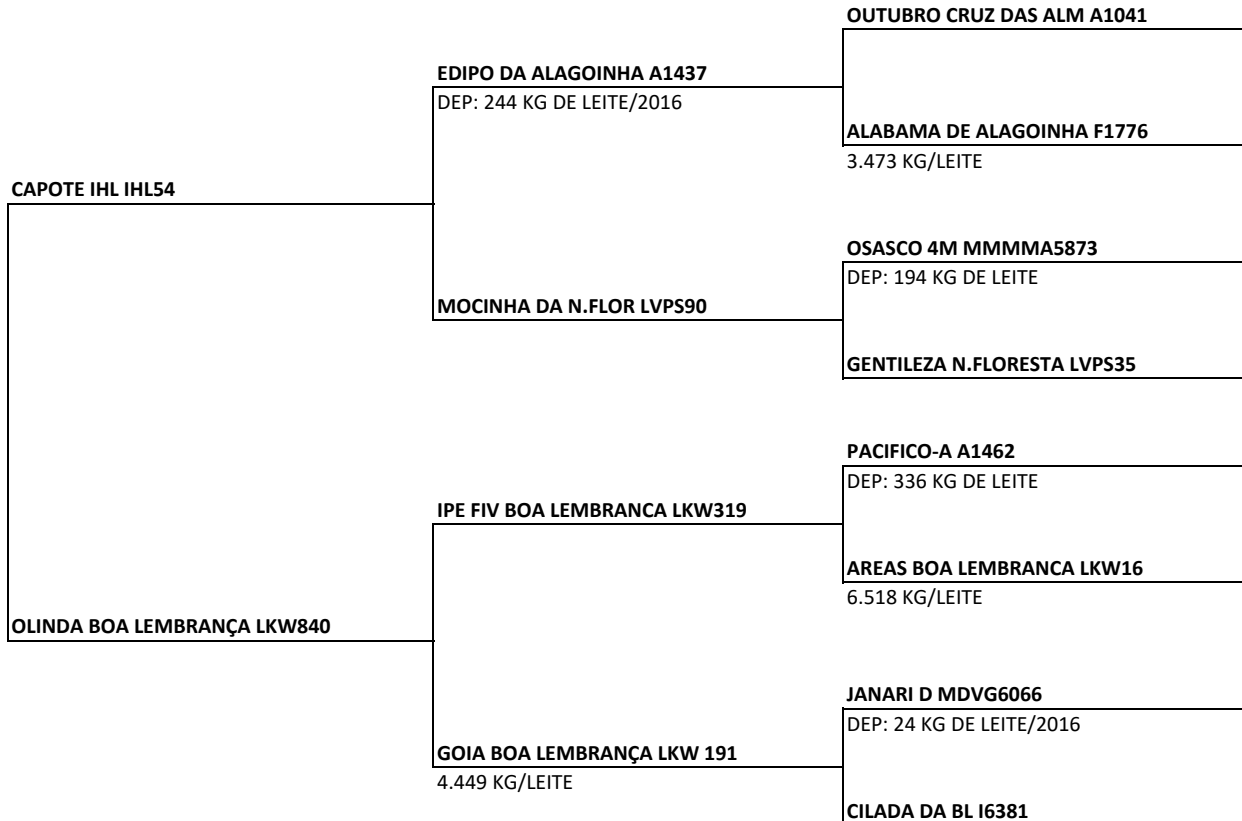 OUTUBRO CRUZ DAS ALM A1041
EDIPO DA ALAGOINHA A1437
DEP: 244 KG DE LEITE/2016
ALABAMA DE ALAGOINHA F1776
3.473 KG/LEITE
CAPOTE IHL IHL54
OSASCO 4M MMMMA5873
DEP: 194 KG DE LEITE
MOCINHA DA N.FLOR LVPS90
GENTILEZA N.FLORESTA LVPS35
PACIFICO-A A1462
DEP: 336 KG DE LEITE
IPE FIV BOA LEMBRANCA LKW319
AREAS BOA LEMBRANCA LKW16
6.518 KG/LEITE
OLINDA BOA LEMBRANÇA LKW840
JANARI D MDVG6066
DEP: 24 KG DE LEITE/2016
GOIA BOA LEMBRANÇA LKW 191
4.449 KG/LEITE
CILADA DA BL I6381